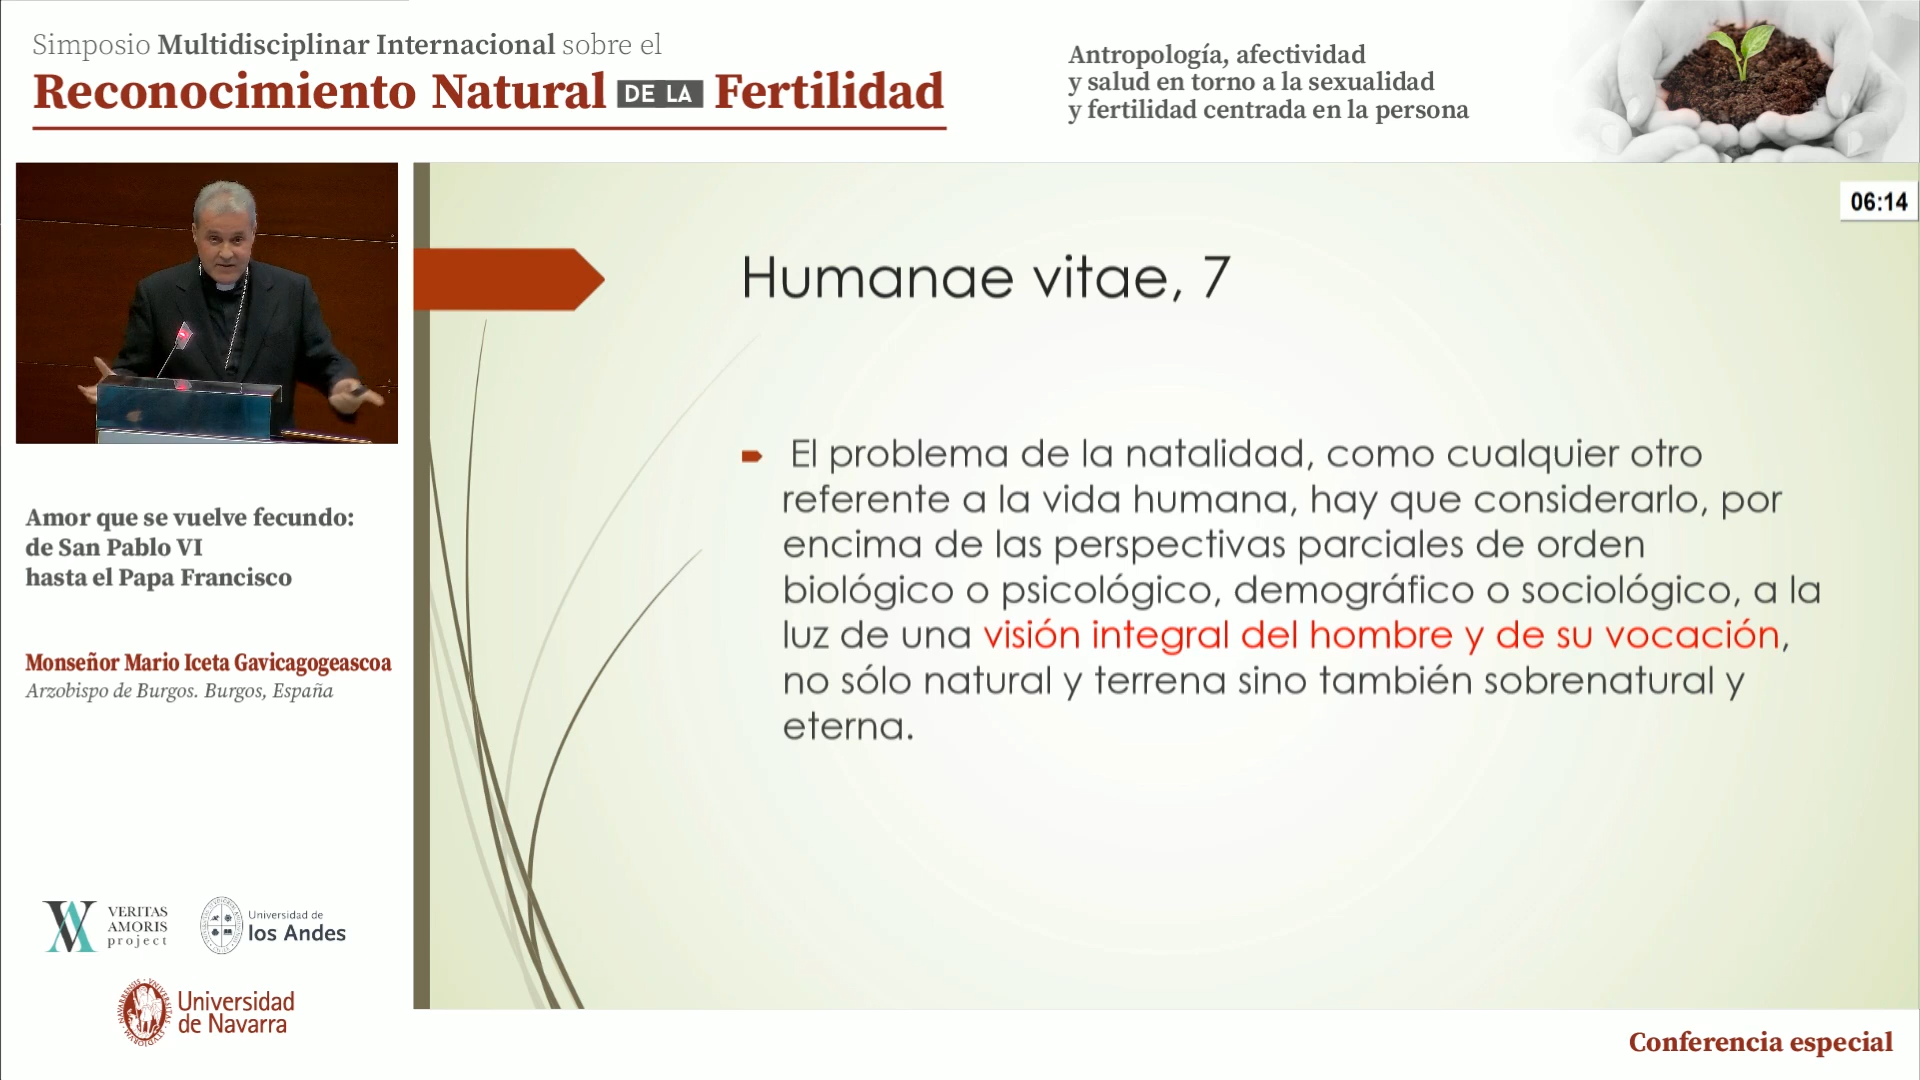 Simposio Multidisciplinar Internacional sobre el
Reconocimiento Natural DE LA Fertilidad
Antropología, afectividad
y salud en torno a la sexualidad
y fertilidad centrada en la persona
06:14
Humanae vitae, 7
El problema de la natalidad, como cualquier otro
referente a la vida humana, hay que considerarlo, por
encima de las perspectivas parciales de orden
biológico o psicológico, demográfico o sociológico, a la
luz de una visión integral del hombre y de su vocación,
no sólo natural y terrena sino también sobrenatural y
eterna.
Amor que se vuelve fecundo:
de San Pablo VI
hasta el Papa Francisco
Monseñor Mario Iceta Gavicagogeascoa
Arzobispo de Burgos. Burgos, España
VERITAS
AMORIS
project
Universidad de
los Andes
Universidad
de Navarra
Conferencia especial